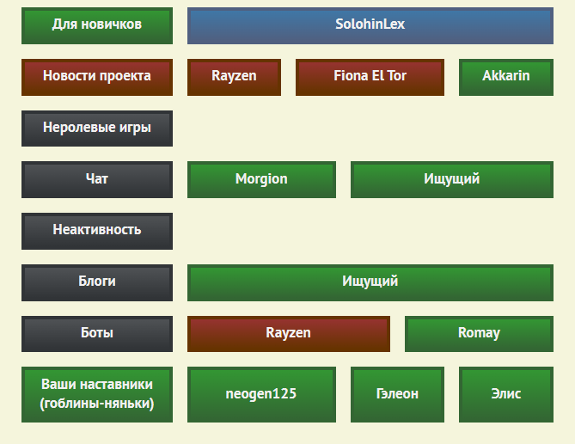 Для новичков SolohinLex
Новости проекта Rayzen Fiona El Tor Akkarin
Неролевые игры
Чат Morgion Ищущий
Неактивность
Блоги Ищущий
Боты Rayzen Romay
Ваши наставники
(гоблины-няньки) neogen125 Гэлеон Элис